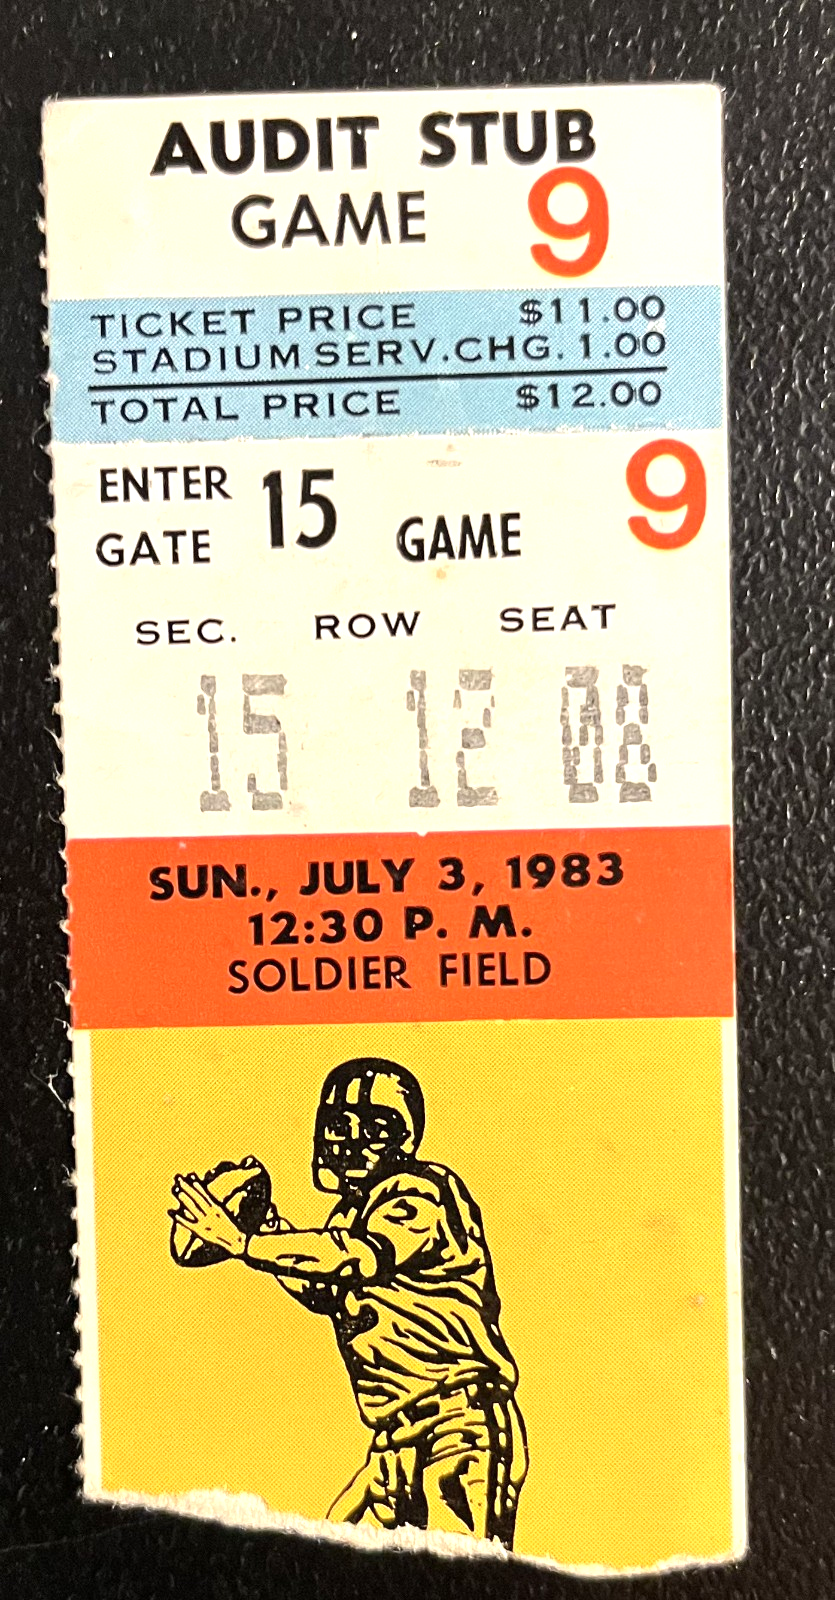 AUDIT STUB
GAME 9
TICKET PRICE $11.00
STADIUM SERV.CHG. 1.00
TOTAL PRICE $12.00
ENTER GATE 15 GAME 9
SEC. ROW SEAT
15 12 08
SUN., JULY 3, 1983
12:30 P. M.
SOLDIER FIELD